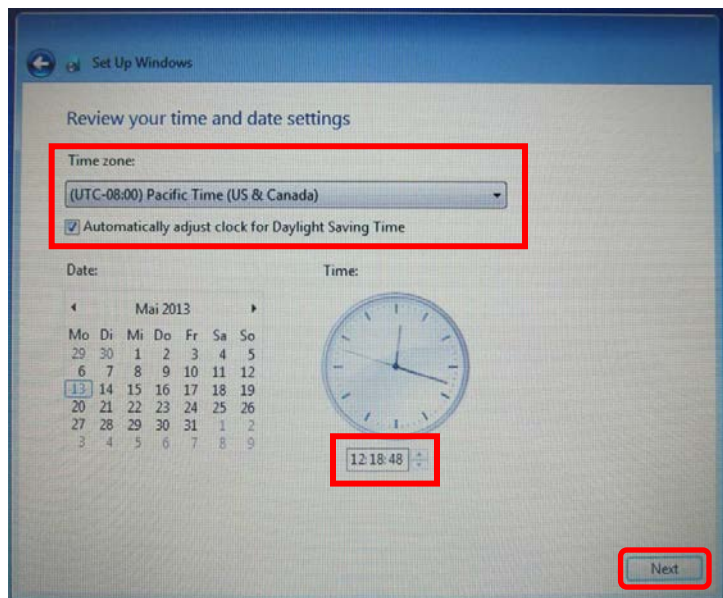 Set Up Windows
Review your time and date settings
Time zone:
(UTC-08:00) Pacific Time (US & Canada)
Automatically adjust clock for Daylight Saving Time
Date:
Time:
Mai 2013
Mo Di Mi Do Fr Sa So
29 30 1 2 3 4 5
6 7 8 9 10 11 12
13 14 15 16 17 18 19
20 21 22 23 24 25 26
27 28 29 30 31 1 2
3 4 5 6 7 8 9
12:18:48
Next